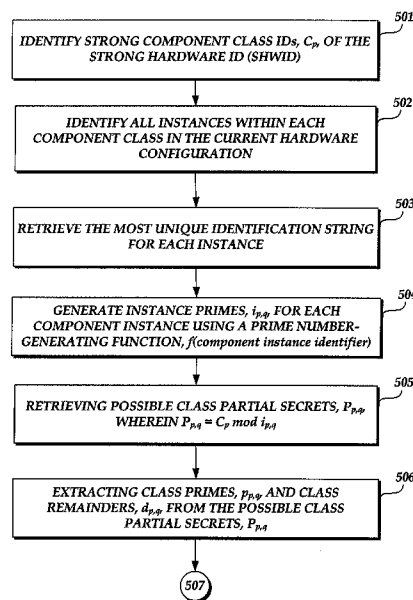 501
IDENTIFY STRONG COMPONENT CLASS IDs, Cp, OF THE
STRONG HARDWARE ID (SHWID)
502
IDENTIFY ALL INSTANCES WITHIN EACH
COMPONENT CLASS IN THE CURRENT HARDWARE
CONFIGURATION
503
RETRIEVE THE MOST UNIQUE IDENTIFICATION STRING
FOR EACH INSTANCE
504
GENERATE INSTANCE PRIMES, ip,q, FOR EACH
COMPONENT INSTANCE USING A PRIME NUMBER-
GENERATING FUNCTION, f(component instance identifier)
505
RETRIEVING POSSIBLE CLASS PARTIAL SECRETS, Pp,q,
WHEREIN Pp,q = Cp mod ip,q
506
EXTRACTING CLASS PRIMES, pp,q, AND CLASS
REMAINDERS, dp,q, FROM THE POSSIBLE CLASS
PARTIAL SECRETS, Pp,q
507